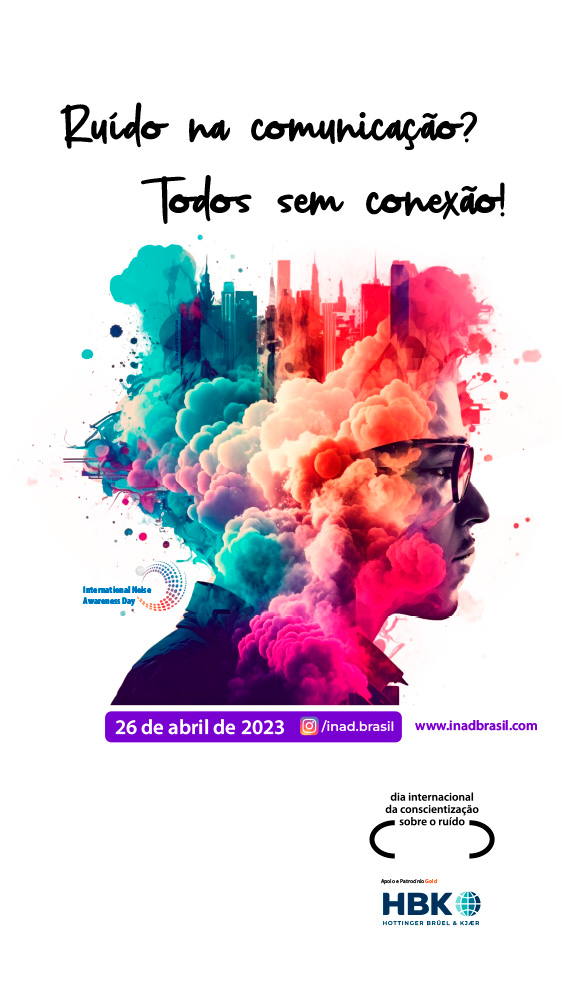 Ruído na comunicação?
Todos sem conexão!
International Noise
Awareness Day
26 de abril de 2023 /inad.brasil www.inadbrasil.com
dia internacional
da conscientização
sobre o ruído
Apoio e Patrocínio Gold
HBK
HOTTINGER BRÜEL & KJÆR